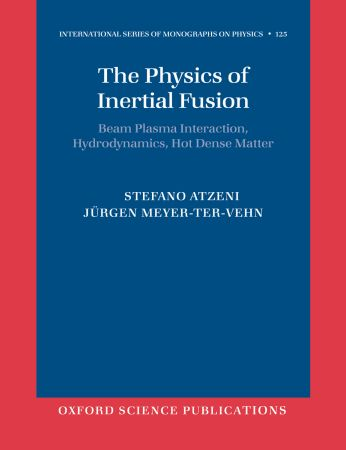 INTERNATIONAL SERIES OF MONOGRAPHS ON PHYSICS • 125
The Physics of
Inertial Fusion
Beam Plasma Interaction,
Hydrodynamics, Hot Dense Matter
STEFANO ATZENI
JÜRGEN MEYER-TER-VEHN
OXFORD SCIENCE PUBLICATIONS